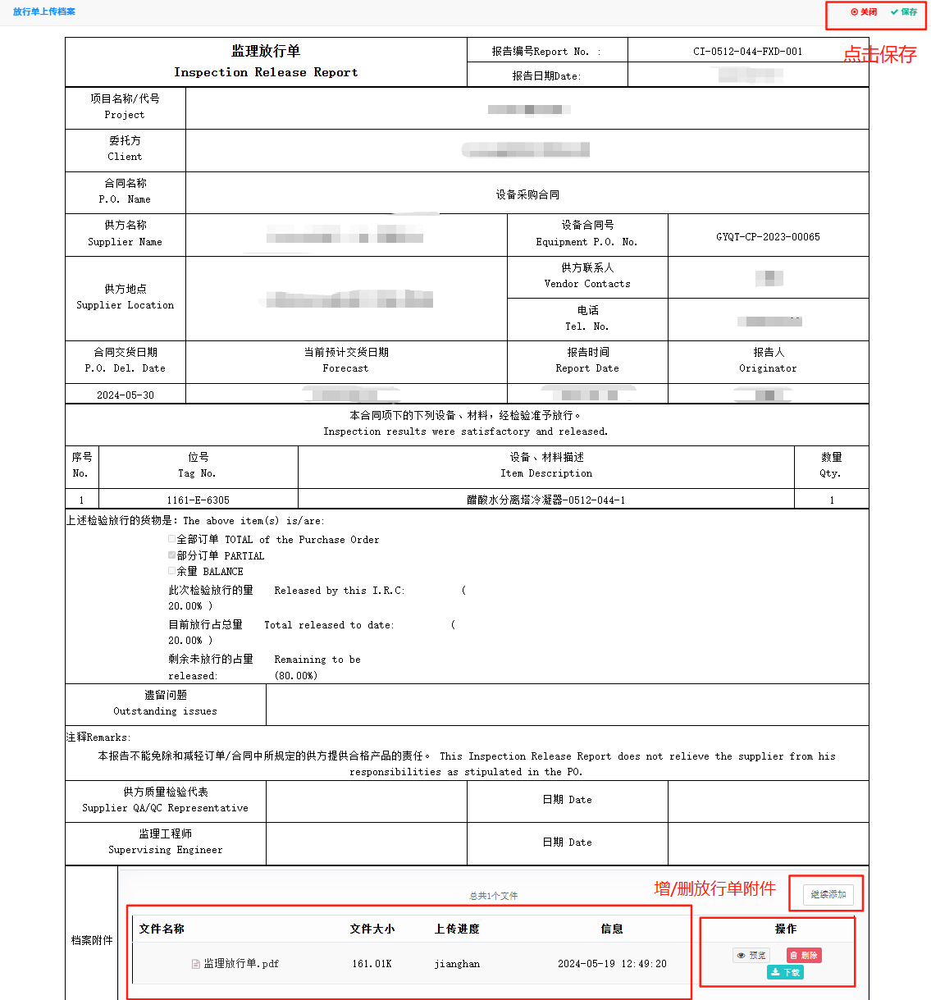 放行单上传档案
关闭 保存
点击保存
监理放行单
Inspection Release Report
报告编号Report No. :
CI-0512-044-FXD-001
报告日期Date:
项目名称/代号
Project
委托方
Client
合同名称
P.O. Name
设备采购合同
供方名称
Supplier Name
设备合同号
Equipment P.O. No.
GYQT-CP-2023-00065
供方地点
Supplier Location
供方联系人
Vendor Contacts
电话
Tel. No.
合同交货日期
P.O. Del. Date
当前预计交货日期
Forecast
报告时间
Report Date
报告人
Originator
2024-05-30
本合同项下的下列设备、材料，经检验准予放行。
Inspection results were satisfactory and released.
序号
No.
位号
Tag No.
设备、材料描述
Item Description
数量
Qty.
1 1161-E-6305 醋酸水分离塔冷凝器-0512-044-1 1
上述检验放行的货物是：The above item(s) is/are:
全部订单 TOTAL of the Purchase Order
部分订单 PARTIAL
余量 BALANCE
此次检验放行的量 Released by this I.R.C: (
20.00% )
目前放行占总量 Total released to date: (
20.00% )
剩余未放行的占量 Remaining to be
released: (80.00%)
遗留问题
Outstanding issues
注释Remarks:
本报告不能免除和减轻订单/合同中所规定的供方提供合格产品的责任。 This Inspection Release Report does not relieve the supplier from his
responsibilities as stipulated in the PO.
供方质量检验代表
Supplier QA/QC Representative
日期 Date
监理工程师
Supervising Engineer
日期 Date
档案附件
总共1个文件
增/删放行单附件
继续添加
文件名称 文件大小 上传进度 信息 操作
监理放行单.pdf 161.01K jianghan 2024-05-19 12:49:20
预览 删除
下载